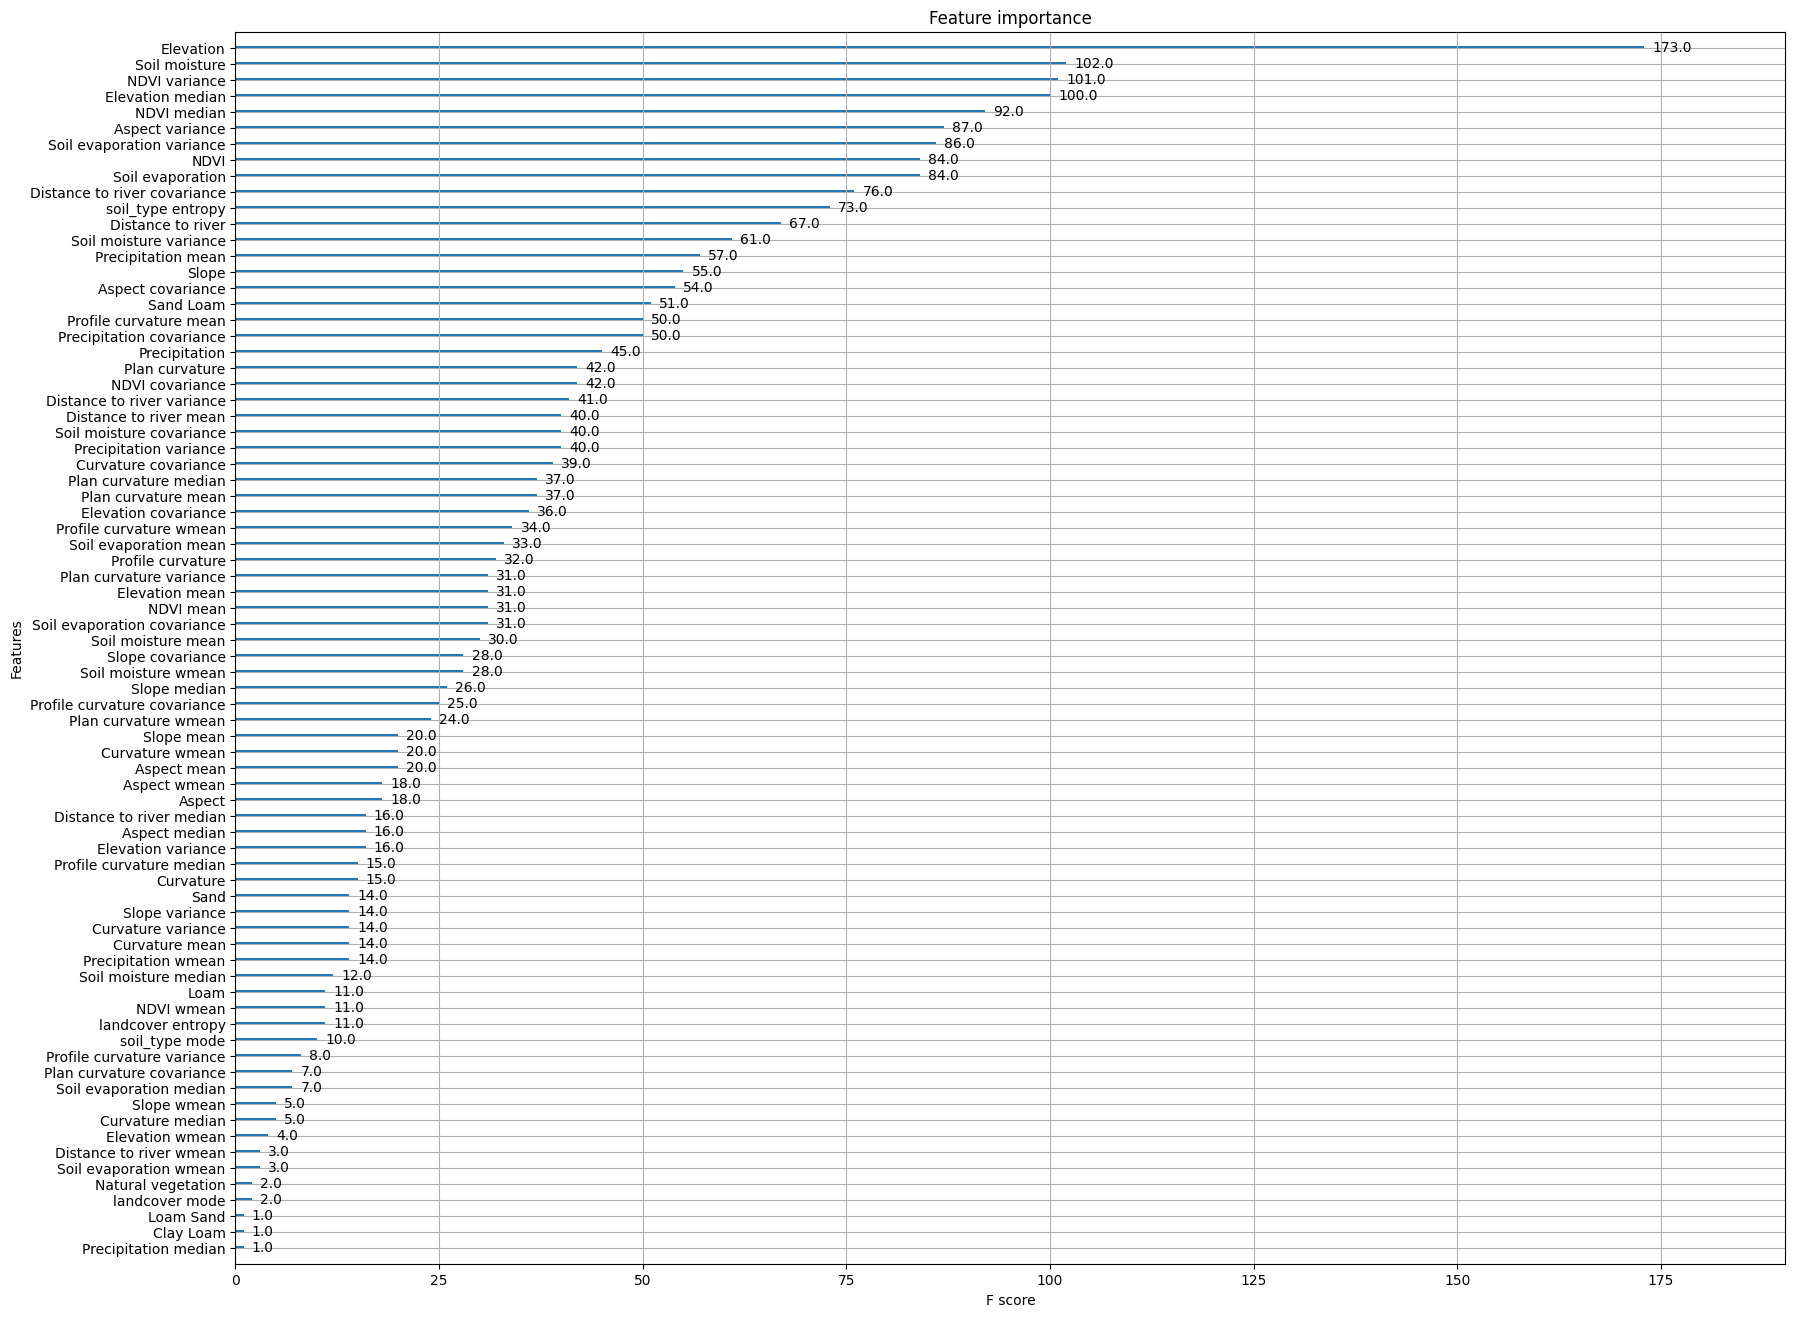 Feature importance
Elevation 173.0
Soil moisture 102.0
NDVI variance 101.0
Elevation median 100.0
NDVI median 92.0
Aspect variance 87.0
Soil evaporation variance 86.0
NDVI 84.0
Soil evaporation 84.0
Distance to river covariance 76.0
soil_type entropy 73.0
Distance to river 67.0
Soil moisture variance 61.0
Precipitation mean 57.0
Slope 55.0
Aspect covariance 54.0
Sand Loam 51.0
Profile curvature mean 50.0
Precipitation covariance 50.0
Precipitation 45.0
Plan curvature 42.0
NDVI covariance 42.0
Distance to river variance 41.0
Distance to river mean 40.0
Soil moisture covariance 40.0
Precipitation variance 40.0
Curvature covariance 39.0
Plan curvature median 37.0
Plan curvature mean 37.0
Elevation covariance 36.0
Profile curvature wmean 34.0
Soil evaporation mean 33.0
Profile curvature 32.0
Plan curvature variance 31.0
Elevation mean 31.0
NDVI mean 31.0
Soil evaporation covariance 31.0
Soil moisture mean 30.0
Slope covariance 28.0
Soil moisture wmean 28.0
Slope median 26.0
Profile curvature covariance 25.0
Plan curvature wmean 24.0
Slope mean 20.0
Curvature wmean 20.0
Aspect mean 20.0
Aspect wmean 18.0
Aspect 18.0
Distance to river median 16.0
Aspect median 16.0
Elevation variance 16.0
Profile curvature median 15.0
Curvature 15.0
Sand 14.0
Slope variance 14.0
Curvature variance 14.0
Curvature mean 14.0
Precipitation wmean 14.0
Soil moisture median 12.0
Loam 11.0
NDVI wmean 11.0
landcover entropy 11.0
soil_type mode 10.0
Profile curvature variance 8.0
Plan curvature covariance 7.0
Soil evaporation median 7.0
Slope wmean 5.0
Curvature median 5.0
Elevation wmean 4.0
Distance to river wmean 3.0
Soil evaporation wmean 3.0
Natural vegetation 2.0
landcover mode 2.0
Loam Sand 1.0
Clay Loam 1.0
Precipitation median 1.0
Features
0 25 50 75 100 125 150 175
F score